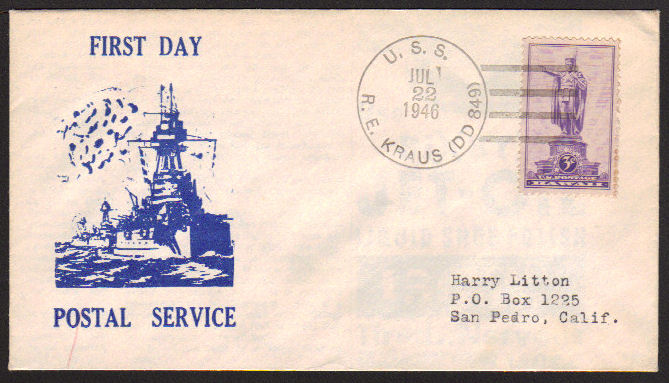 FIRST DAY
POSTAL SERVICE
U. S. S.
R. E. KRAUS (DD 849)
JUL
22
1946
3¢
U.S. POSTAGE
HAWAII
Harry Litton
P.O. Box 1225
San Pedro, Calif.